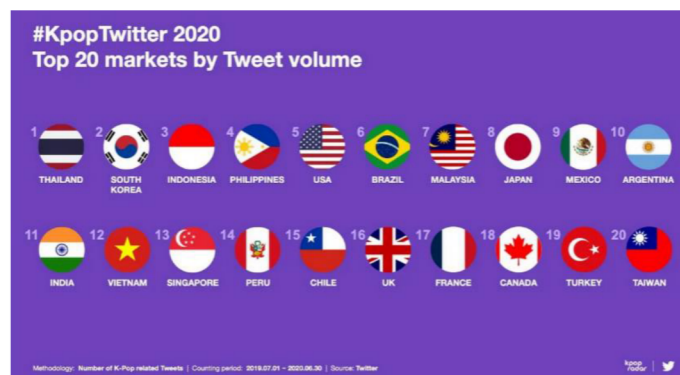 #KpopTwitter 2020
Top 20 markets by Tweet volume
1 2 3 4 5 6 7 8 9 10
THAILAND SOUTH KOREA INDONESIA PHILIPPINES USA BRAZIL MALAYSIA JAPAN MEXICO ARGENTINA
11 12 13 14 15 16 17 18 19 20
INDIA VIETNAM SINGAPORE PERU CHILE UK FRANCE CANADA TURKEY TAIWAN
Methodology: Number of K-Pop related Tweets | Counting period: 2019.07.01 – 2020.06.30 | Source: Twitter
kpop
radar